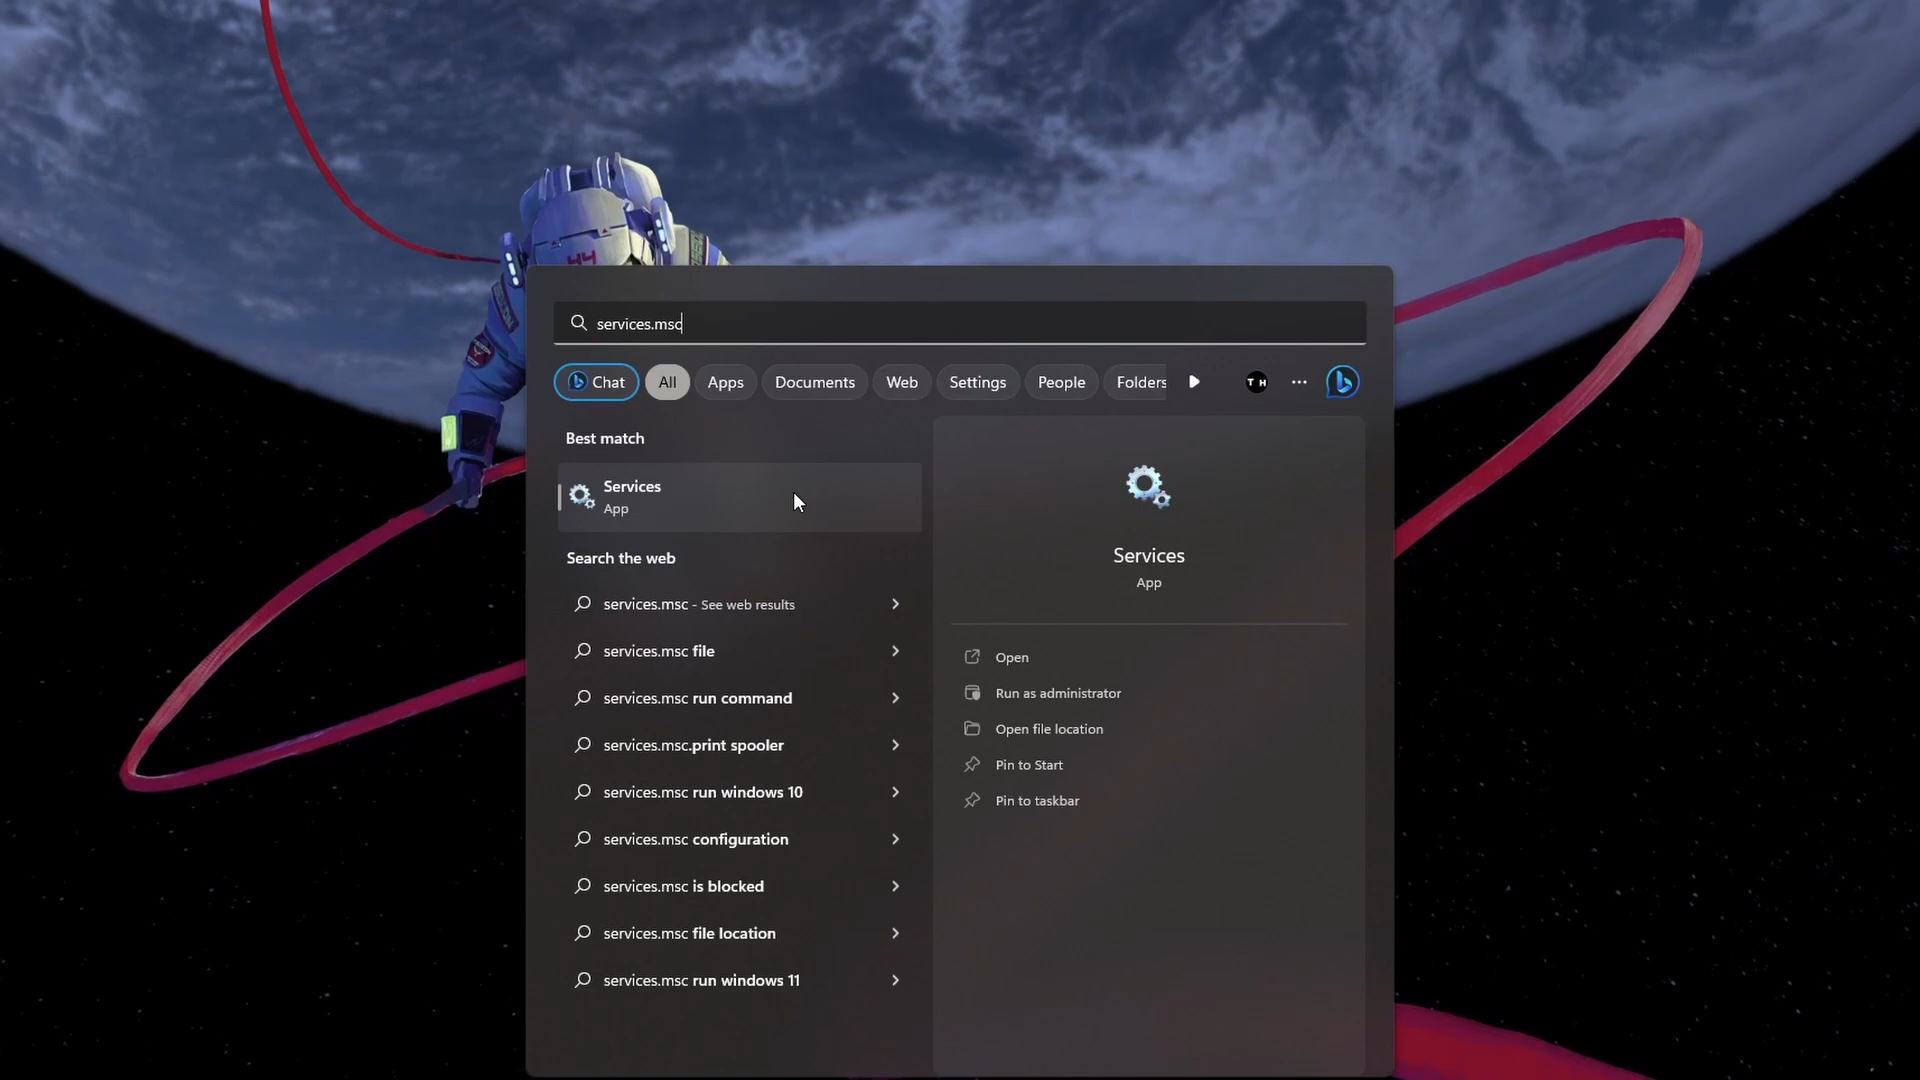 44
services.msc
Chat All Apps Documents Web Settings People Folders T H
Best match
Services
App
Search the web
services.msc - See web results
services.msc file
services.msc run command
services.msc.print spooler
services.msc run windows 10
services.msc configuration
services.msc is blocked
services.msc file location
services.msc run windows 11
Services
App
Open
Run as administrator
Open file location
Pin to Start
Pin to taskbar